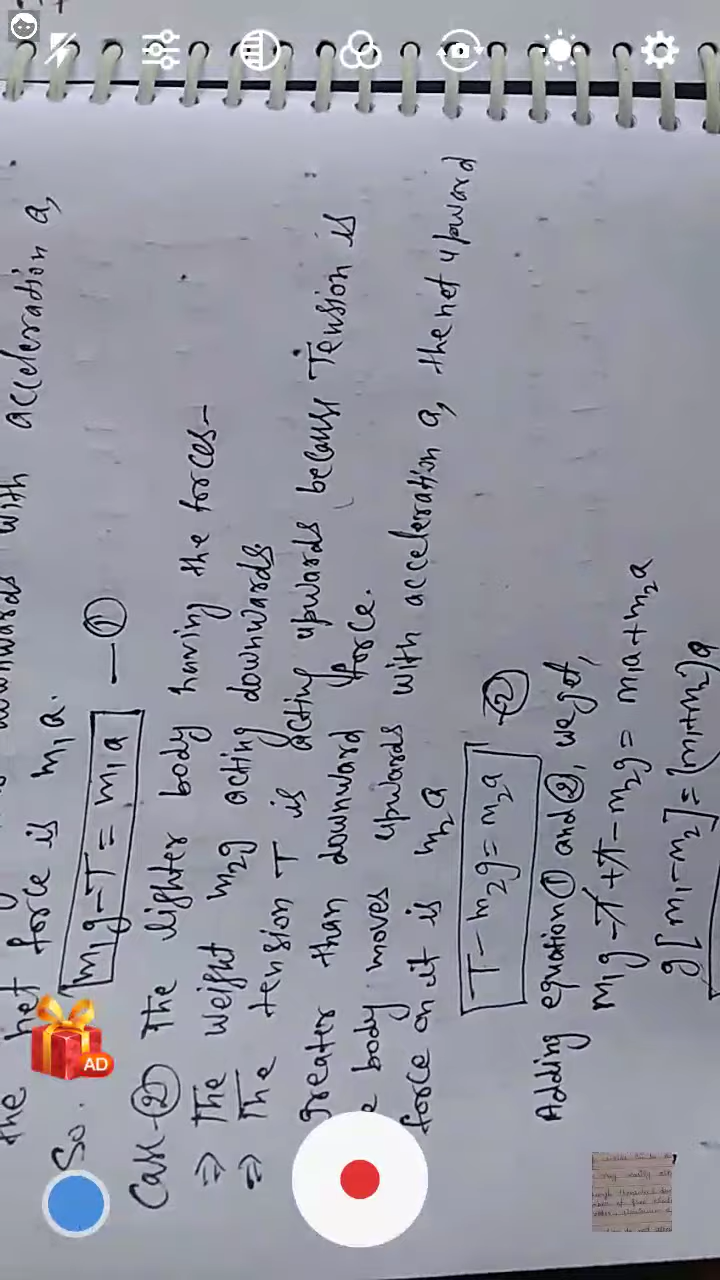 the net force is m₁a.
So.
m₁g-T = m₁a —①
Case-② The lighter body having the forces-
⇒ The weight m₂g acting downwards
⇒ The tension T is acting upwards because Tension is
greater than downward force.
body moves upwards with acceleration a, the net upward
force on it is m₂a
T - m₂g = m₂a -②
Adding equation ① and ②, we get,
m₁g - T + T - m₂g = m₁a + m₂a
g[m₁-m₂] = (m₁+m₂)a
AD